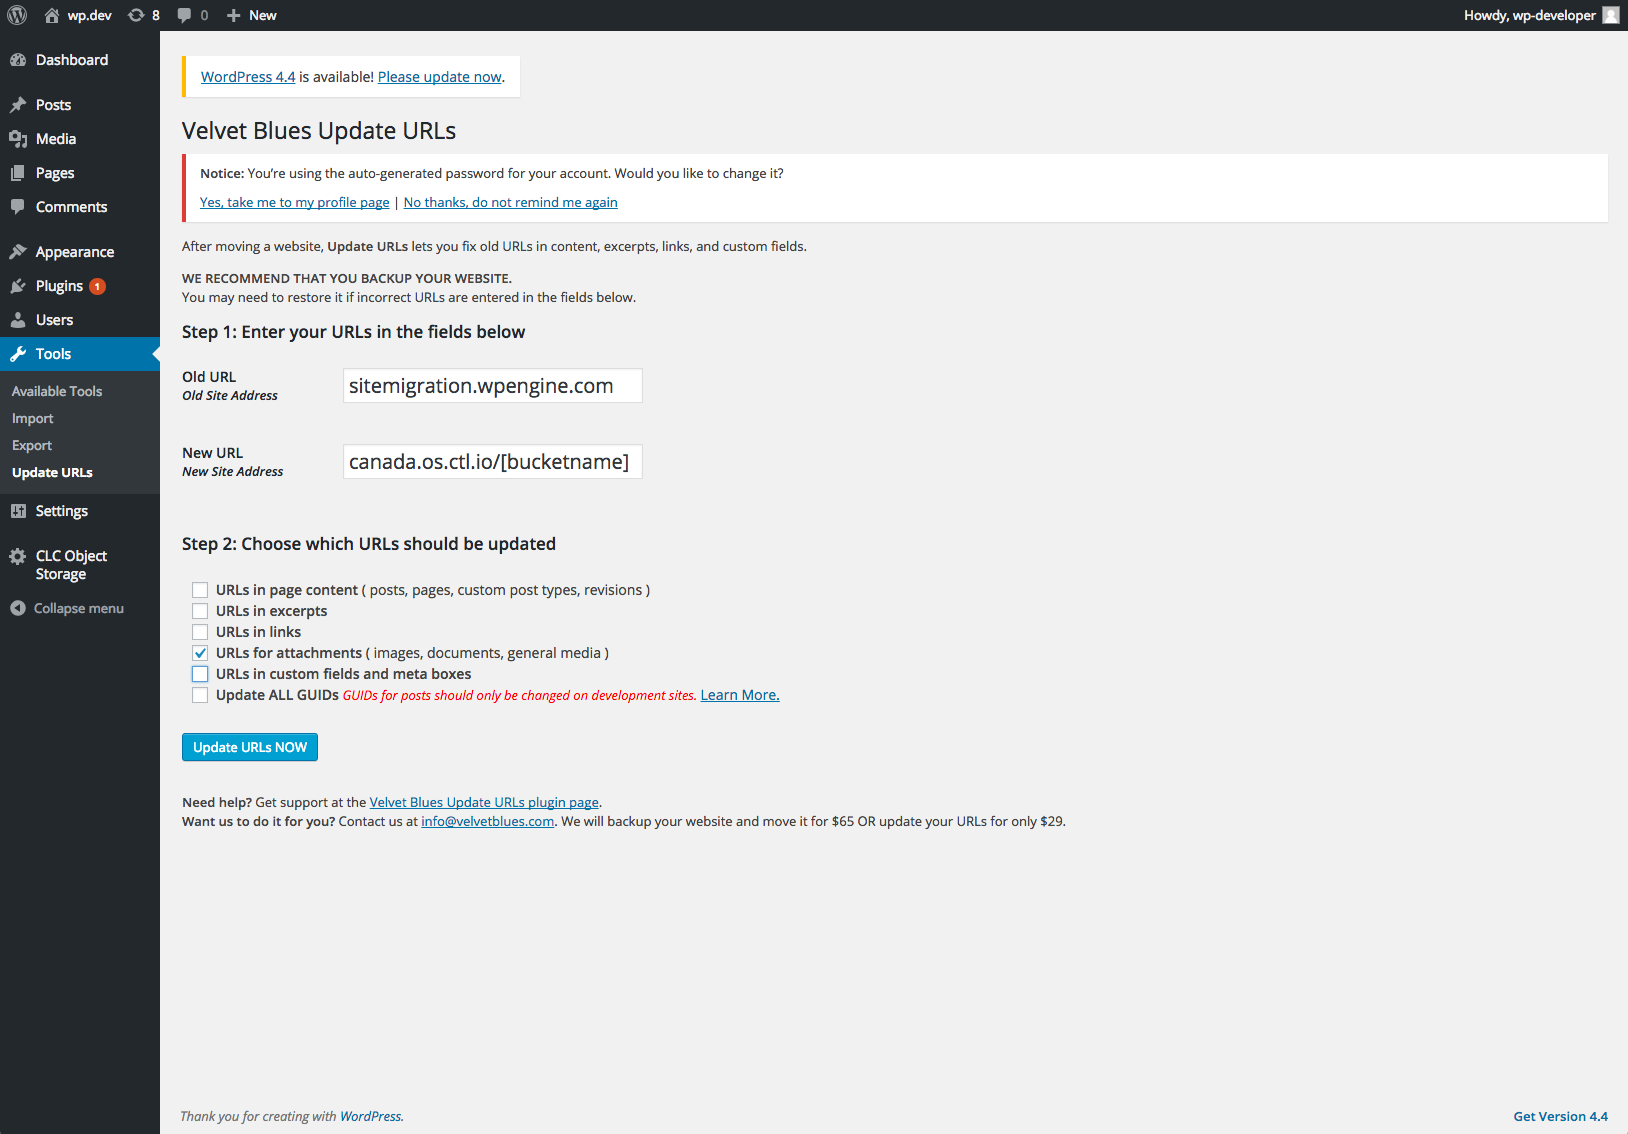 wp.dev 8 0 New Howdy, wp-developer
Dashboard
Posts
Media
Pages
Comments
Appearance
Plugins 1
Users
Tools
Available Tools
Import
Export
Update URLs
Settings
CLC Object
Storage
Collapse menu
WordPress 4.4 is available! Please update now.
Velvet Blues Update URLs
Notice: You're using the auto-generated password for your account. Would you like to change it?
Yes, take me to my profile page | No thanks, do not remind me again
After moving a website, Update URLs lets you fix old URLs in content, excerpts, links, and custom fields.
WE RECOMMEND THAT YOU BACKUP YOUR WEBSITE.
You may need to restore it if incorrect URLs are entered in the fields below.
Step 1: Enter your URLs in the fields below
Old URL
Old Site Address
sitemigration.wpengine.com
New URL
New Site Address
canada.os.ctl.io/[bucketname]
Step 2: Choose which URLs should be updated
URLs in page content ( posts, pages, custom post types, revisions )
URLs in excerpts
URLs in links
URLs for attachments ( images, documents, general media )
URLs in custom fields and meta boxes
Update ALL GUIDs GUIDs for posts should only be changed on development sites. Learn More.
Update URLs NOW
Need help? Get support at the Velvet Blues Update URLs plugin page.
Want us to do it for you? Contact us at info@velvetblues.com. We will backup your website and move it for $65 OR update your URLs for only $29.
Thank you for creating with WordPress.
Get Version 4.4